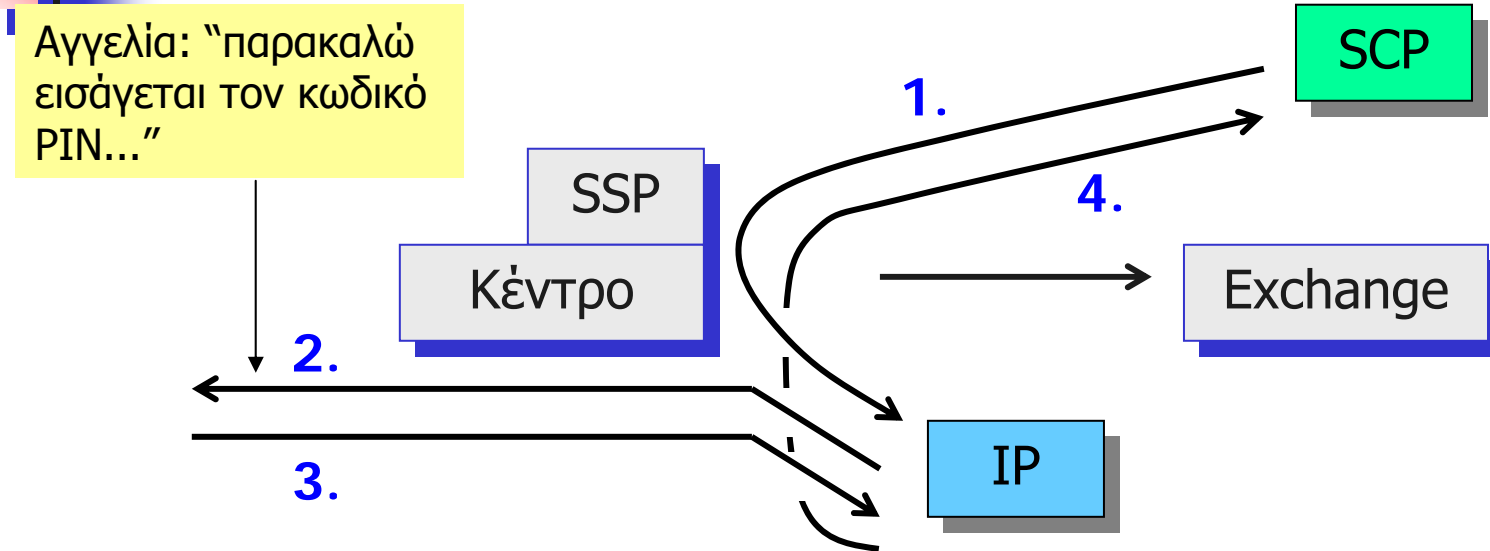 Αγγελία: “παρακαλώ
εισάγεται τον κωδικό
PIN...”
SCP
1.
SSP
4.
Κέντρο
Exchange
2.
IP
3.